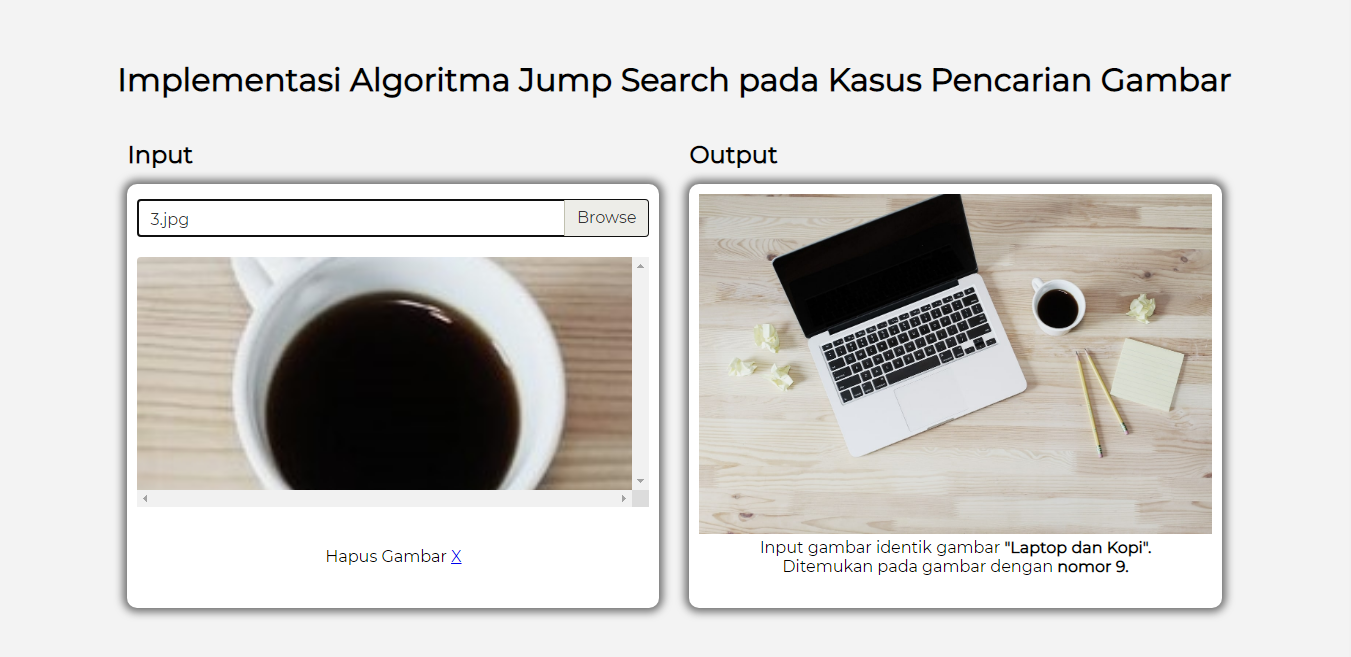 Implementasi Algoritma Jump Search pada Kasus Pencarian Gambar
Input
3.jpg
Browse
Hapus Gambar X
Output
Input gambar identik gambar "Laptop dan Kopi".
Ditemukan pada gambar dengan nomor 9.